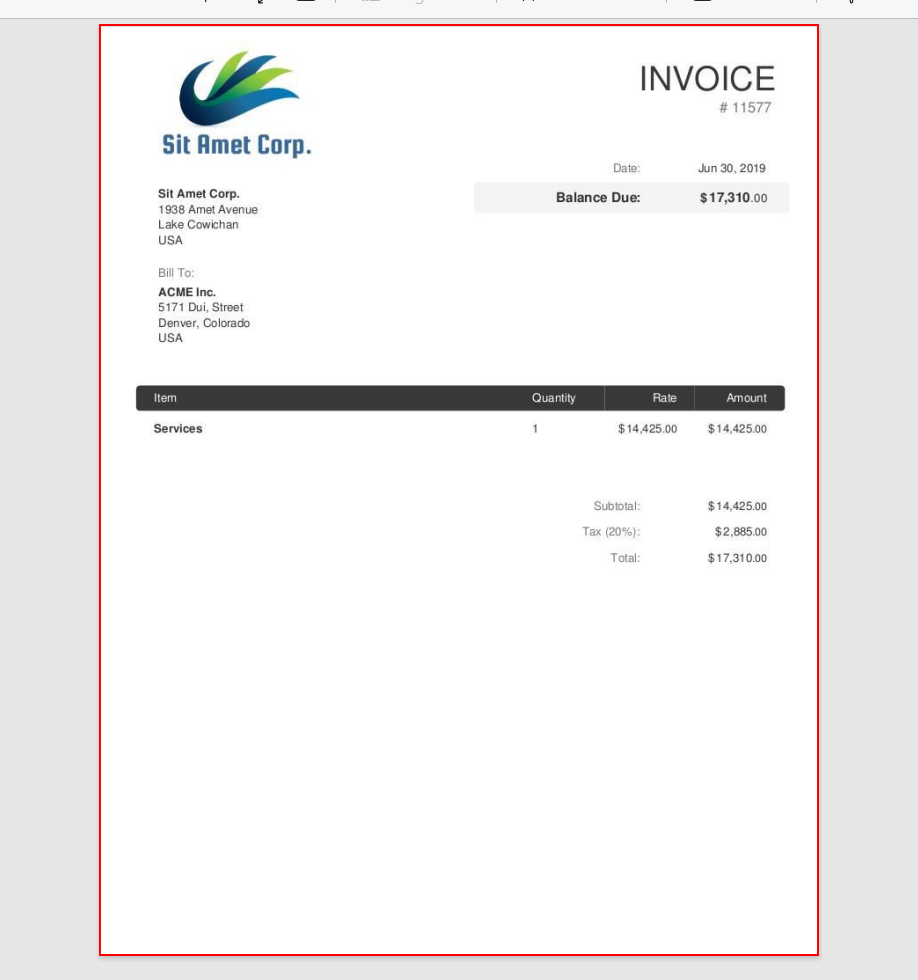 Sit Amet Corp.
INVOICE
# 11577
Date: Jun 30, 2019
Balance Due: $17,310.00
Sit Amet Corp.
1938 Amet Avenue
Lake Cowichan
USA
Bill To:
ACME Inc.
5171 Dui, Street
Denver, Colorado
USA
Item Quantity Rate Amount
Services 1 $14,425.00 $14,425.00
Subtotal: $14,425.00
Tax (20%): $2,885.00
Total: $17,310.00